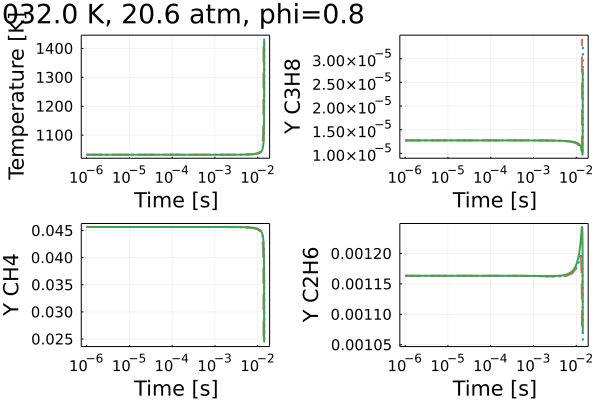 032.0 K, 20.6 atm, phi=0.8
Temperature [K]
1400
1300
1200
1100
10⁻⁶ 10⁻⁵ 10⁻⁴ 10⁻³ 10⁻²
Time [s]
Y C3H8
3.00×10⁻⁵
2.50×10⁻⁵
2.00×10⁻⁵
1.50×10⁻⁵
1.00×10⁻⁵
10⁻⁶ 10⁻⁵ 10⁻⁴ 10⁻³ 10⁻²
Time [s]
Y CH4
0.045
0.040
0.035
0.030
0.025
10⁻⁶ 10⁻⁵ 10⁻⁴ 10⁻³ 10⁻²
Time [s]
Y C2H6
0.00120
0.00115
0.00110
0.00105
10⁻⁶ 10⁻⁵ 10⁻⁴ 10⁻³ 10⁻²
Time [s]